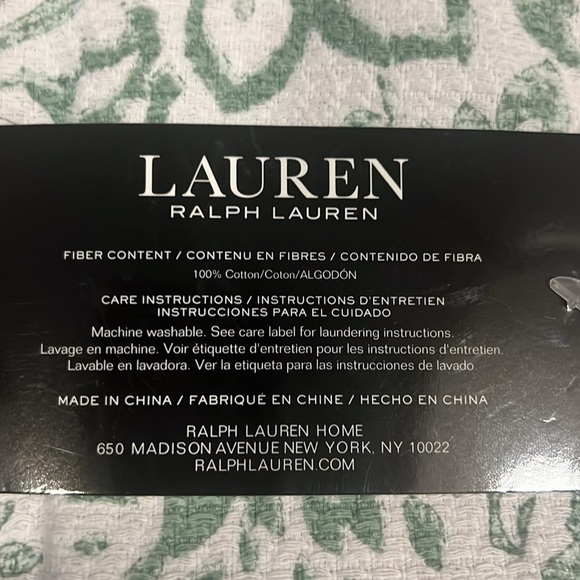 LAUREN
RALPH LAUREN
FIBER CONTENT / CONTENU EN FIBRES / CONTENIDO DE FIBRA
100% Cotton/Coton/ALGODÓN
CARE INSTRUCTIONS / INSTRUCTIONS D'ENTRETIEN
INSTRUCCIONES PARA EL CUIDADO
Machine washable. See care label for laundering instructions.
Lavage en machine. Voir étiquette d'entretien pour les instructions d'entretien.
Lavable en lavadora. Ver la etiqueta para las instrucciones de lavado
MADE IN CHINA / FABRIQUÉ EN CHINE / HECHO EN CHINA
RALPH LAUREN HOME
650 MADISON AVENUE NEW YORK, NY 10022
RALPHLAUREN.COM